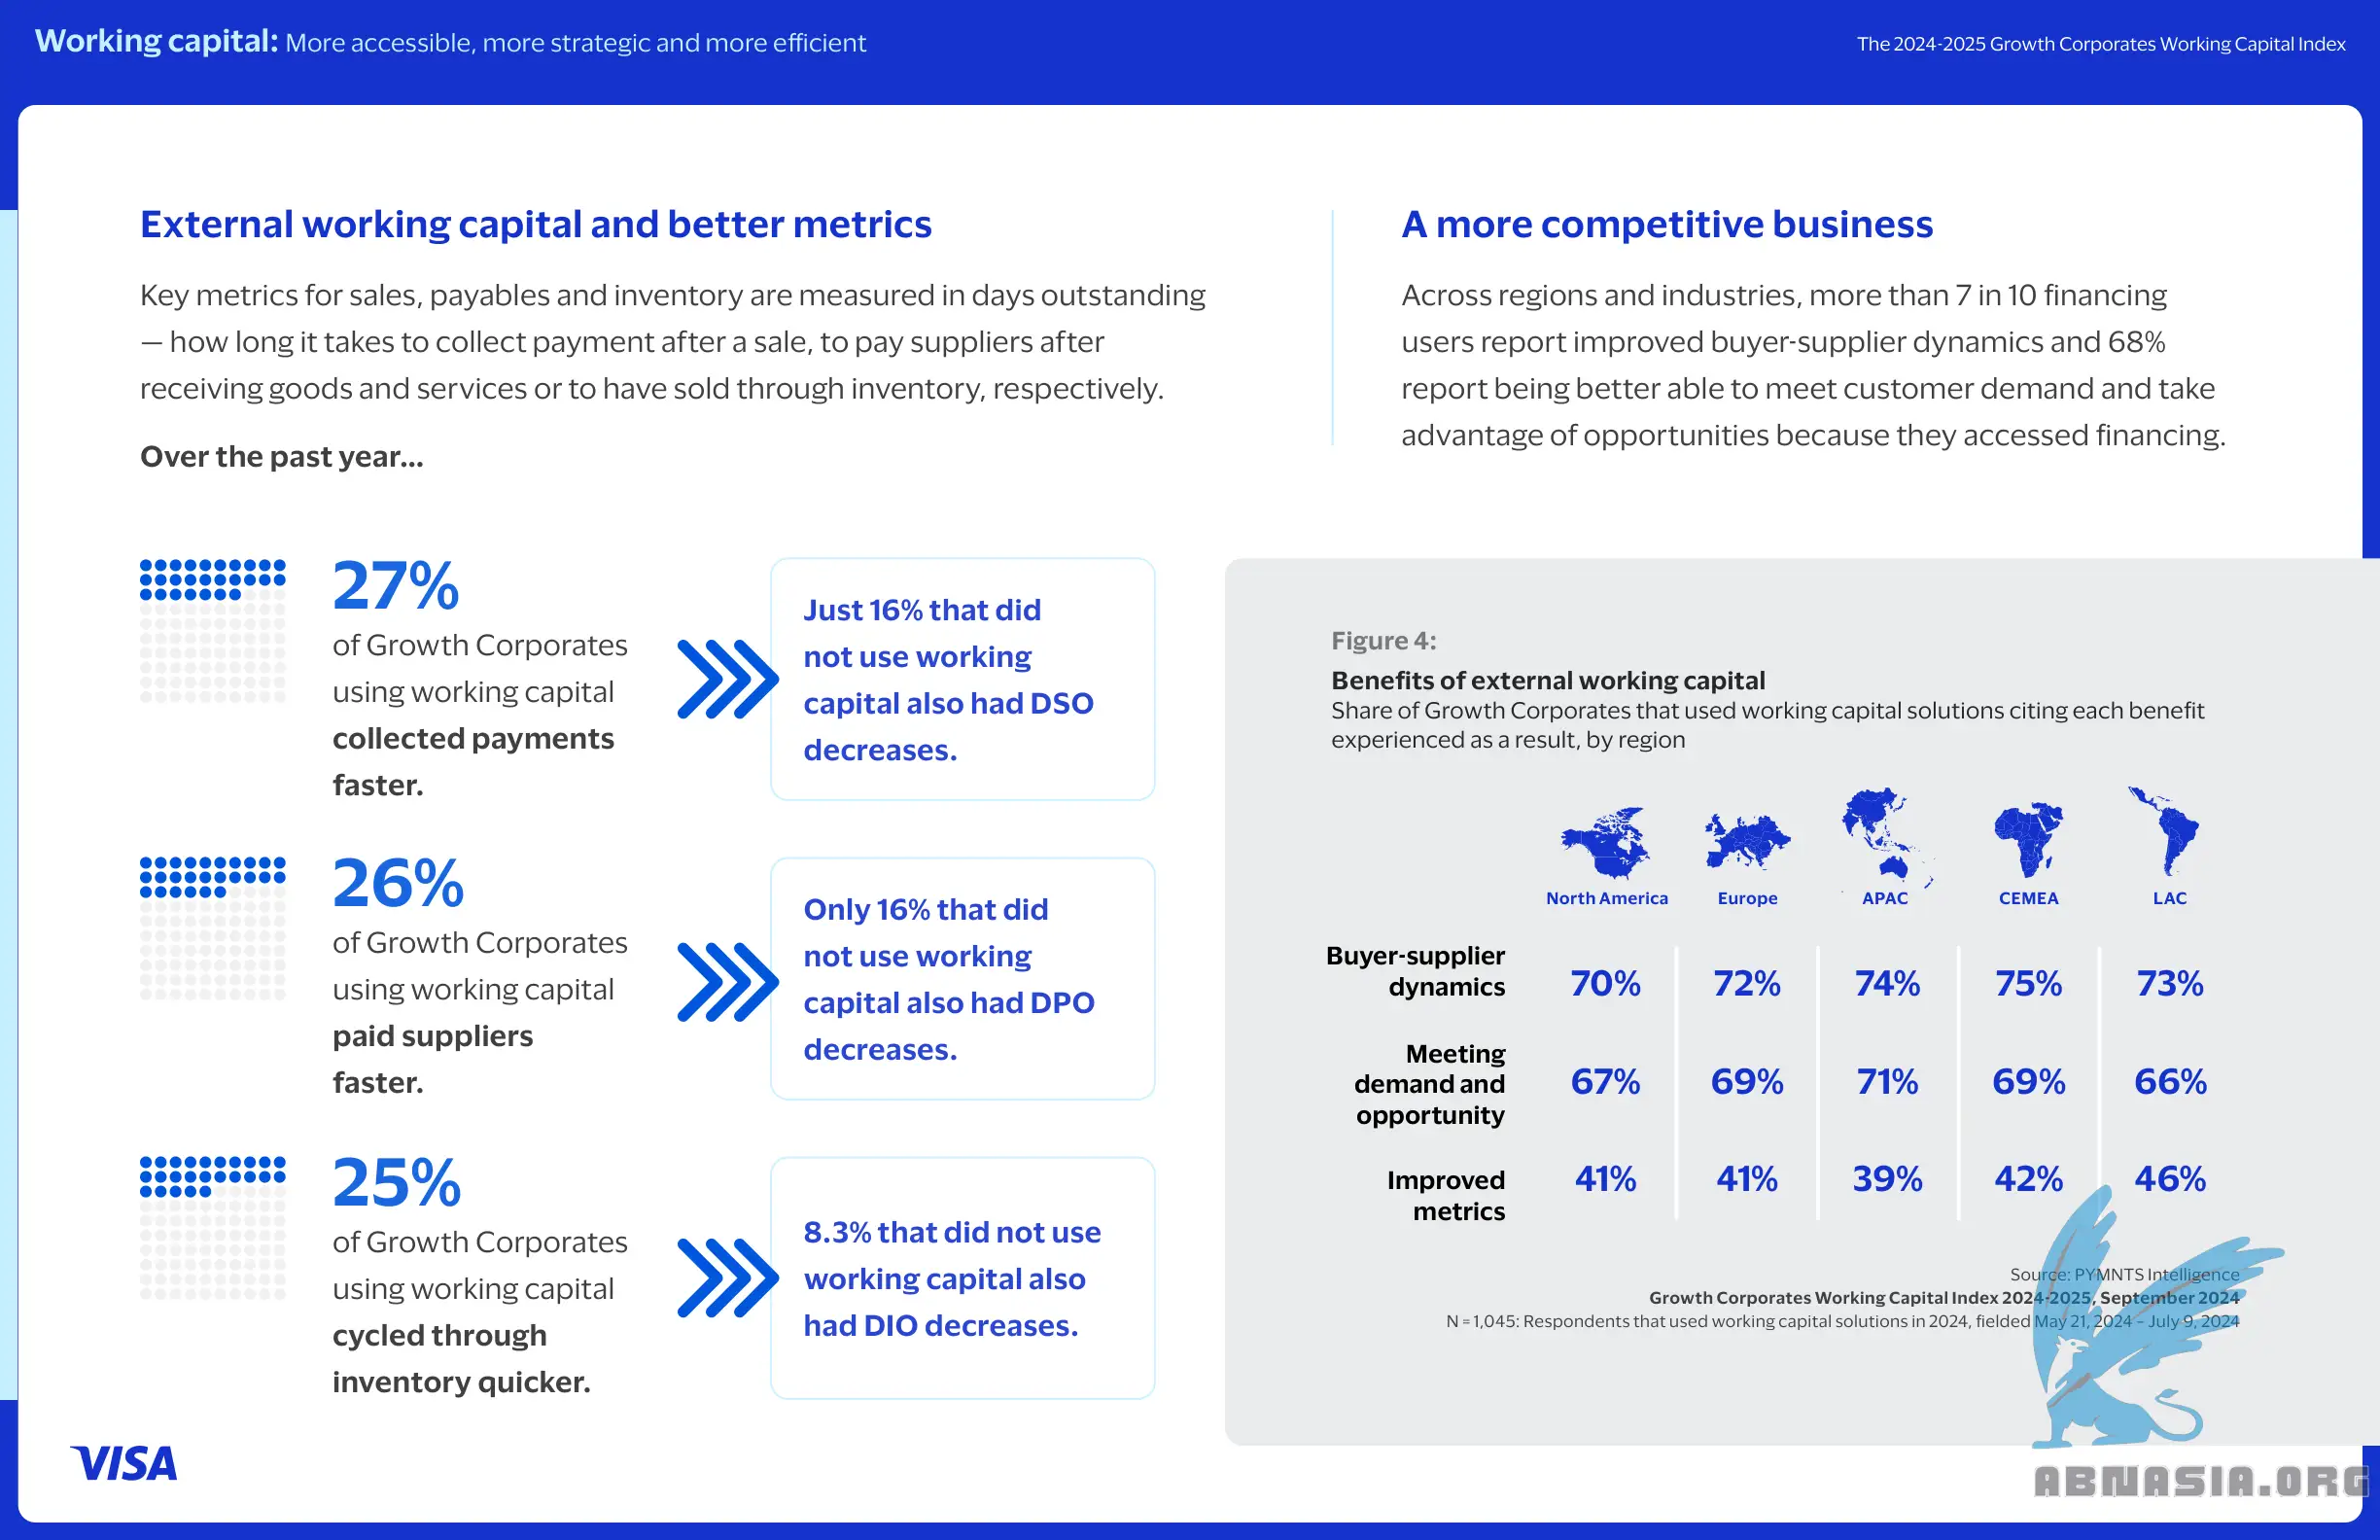 Working capital: More accessible, more strategic and more efficient
The 2024-2025 Growth Corporates Working Capital Index
External working capital and better metrics
Key metrics for sales, payables and inventory are measured in days outstanding
— how long it takes to collect payment after a sale, to pay suppliers after
receiving goods and services or to have sold through inventory, respectively.
Over the past year...
27%
of Growth Corporates
using working capital
collected payments
faster.
Just 16% that did
not use working
capital also had DSO
decreases.
26%
of Growth Corporates
using working capital
paid suppliers
faster.
Only 16% that did
not use working
capital also had DPO
decreases.
25%
of Growth Corporates
using working capital
cycled through
inventory quicker.
8.3% that did not use
working capital also
had DIO decreases.
A more competitive business
Across regions and industries, more than 7 in 10 financing
users report improved buyer-supplier dynamics and 68%
report being better able to meet customer demand and take
advantage of opportunities because they accessed financing.
Figure 4:
Benefits of external working capital
Share of Growth Corporates that used working capital solutions citing each benefit
experienced as a result, by region
North America Europe APAC CEMEA LAC
Buyer-supplier
dynamics
70% 72% 74% 75% 73%
Meeting
demand and
opportunity
67% 69% 71% 69% 66%
Improved
metrics
41% 41% 39% 42% 46%
Source: PYMNTS Intelligence
Growth Corporates Working Capital Index 2024-2025, September 2024
N = 1,045: Respondents that used working capital solutions in 2024, fielded May 21, 2024 – July 9, 2024
VISA
ABNASIA.ORG